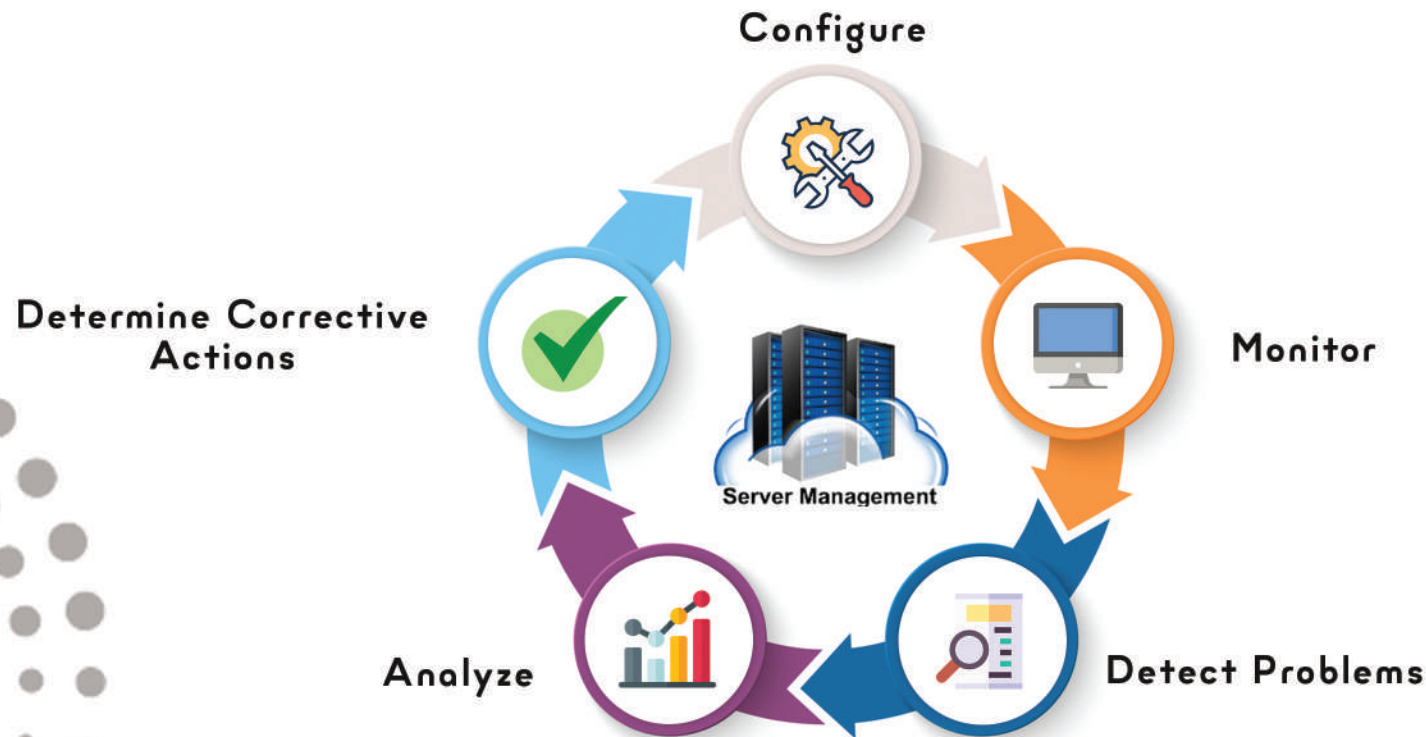 Configure
Monitor
Detect Problems
Analyze
Determine Corrective
Actions
Server Management